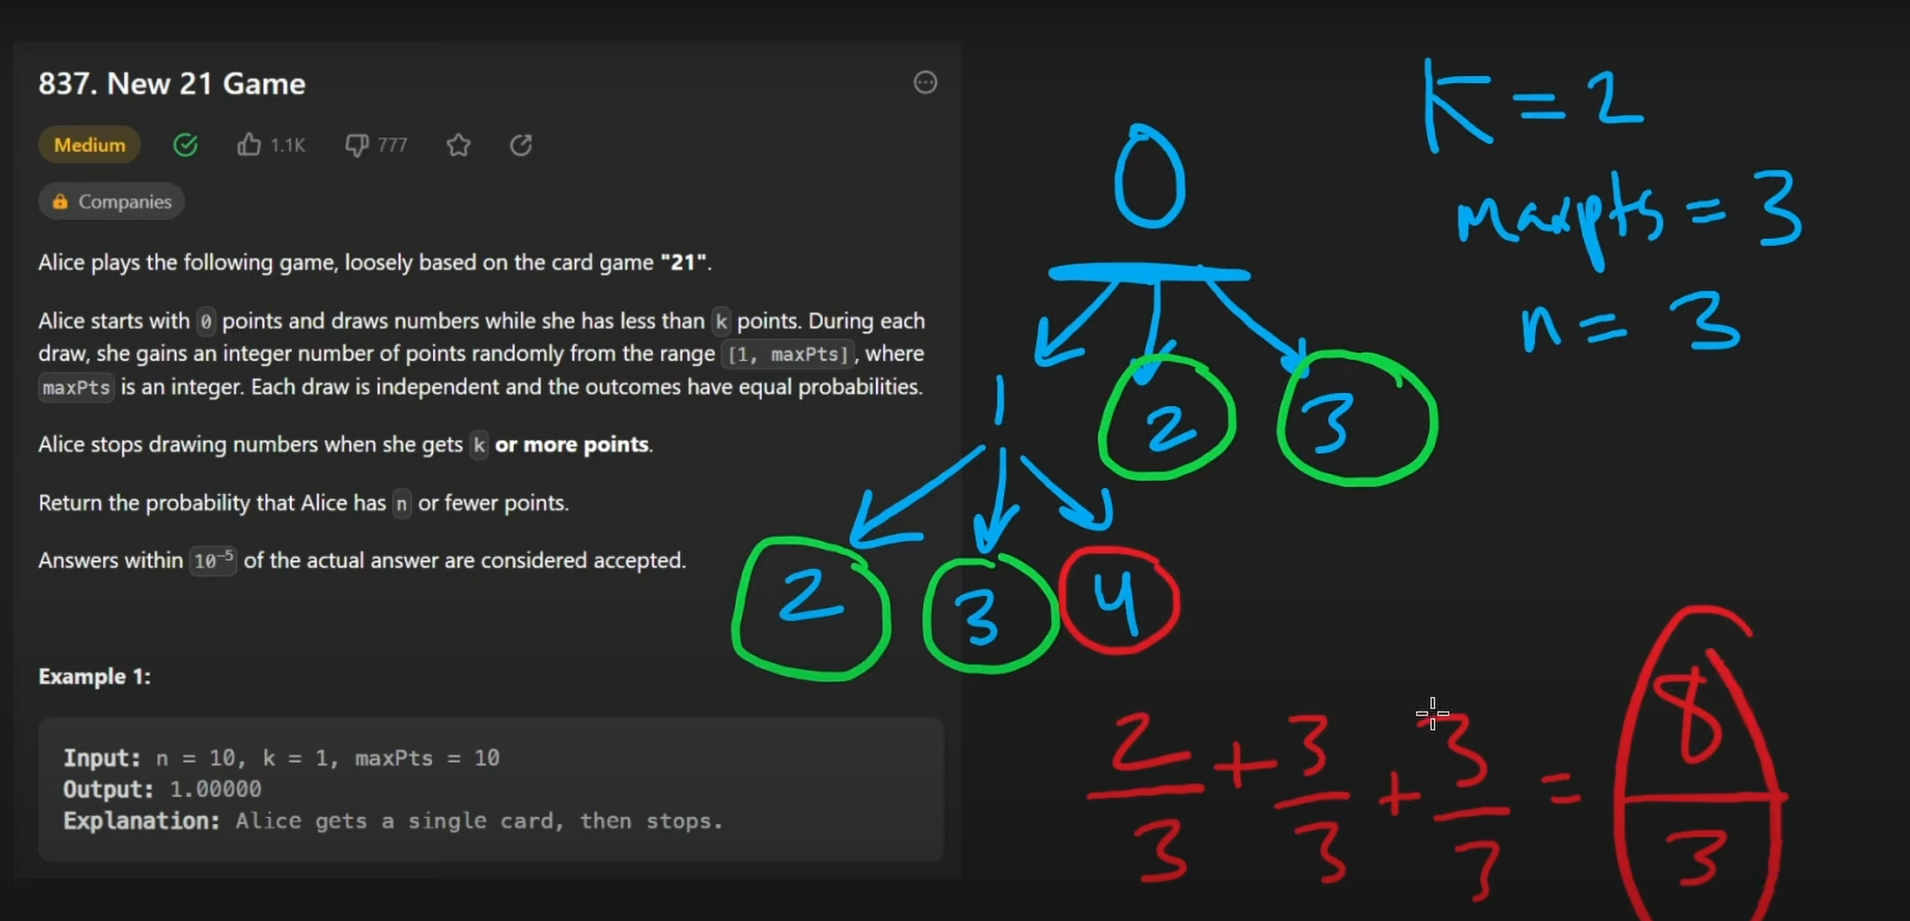 837. New 21 Game
Medium
1.1K
777
Companies
Alice plays the following game, loosely based on the card game "21".
Alice starts with 0 points and draws numbers while she has less than k points. During each
draw, she gains an integer number of points randomly from the range [1, maxPts], where
maxPts is an integer. Each draw is independent and the outcomes have equal probabilities.
Alice stops drawing numbers when she gets k or more points.
Return the probability that Alice has n or fewer points.
Answers within 10⁻⁵ of the actual answer are considered accepted.
Example 1:
Input: n = 10, k = 1, maxPts = 10
Output: 1.00000
Explanation: Alice gets a single card, then stops.
K = 2
maxpts = 3
n = 3
0
1 2 3
2 3 4
2/3 + 3/3 + 3/3 = 8/3